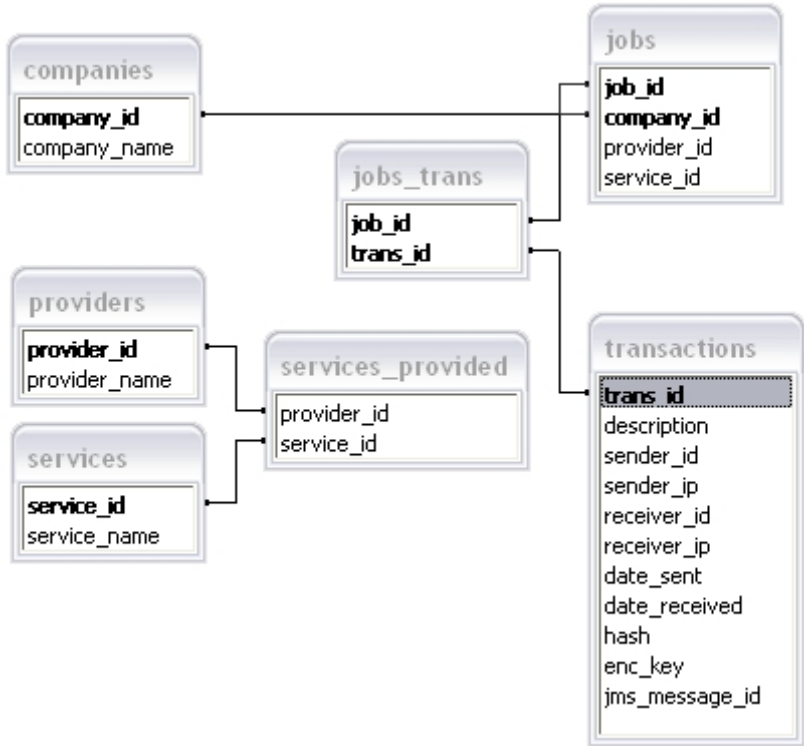 companies
company_id
company_name
jobs
job_id
company_id
provider_id
service_id
jobs_trans
job_id
trans_id
providers
provider_id
provider_name
services_provided
provider_id
service_id
services
service_id
service_name
transactions
trans_id
description
sender_id
sender_ip
receiver_id
receiver_ip
date_sent
date_received
hash
enc_key
jms_message_id